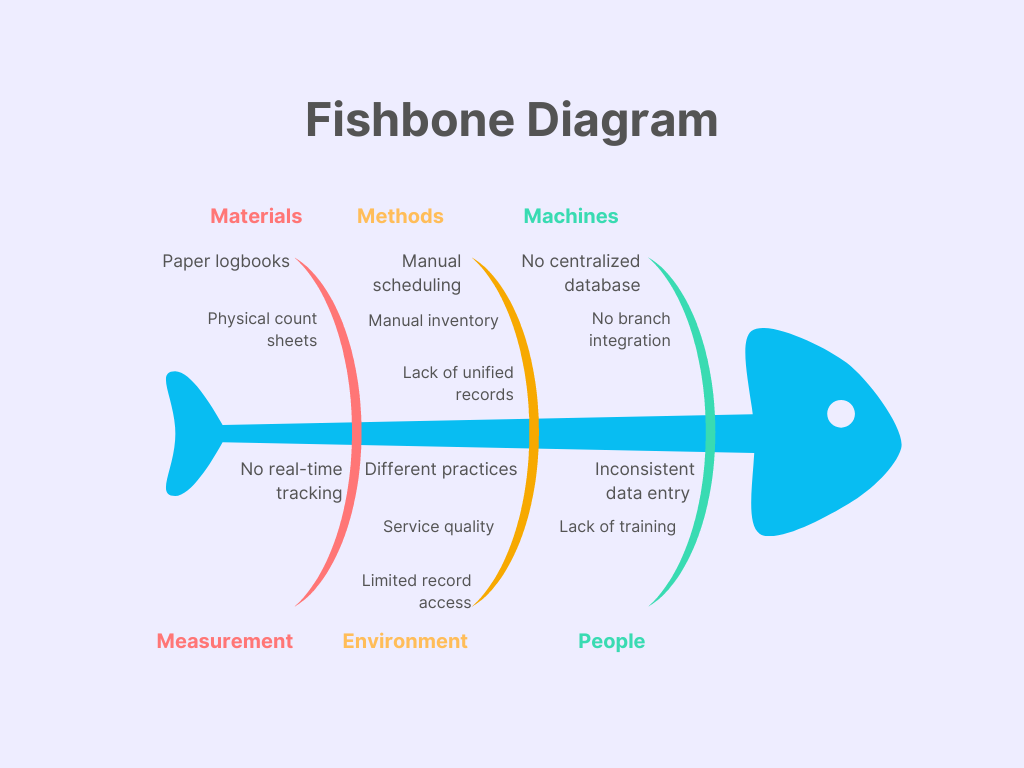 Fishbone Diagram
Materials
Methods
Machines
Paper logbooks
Physical count
sheets
Manual
scheduling
Manual inventory
Lack of unified
records
No centralized
database
No branch
integration
No real-time
tracking
Different practices
Service quality
Limited record
access
Inconsistent
data entry
Lack of training
Measurement
Environment
People